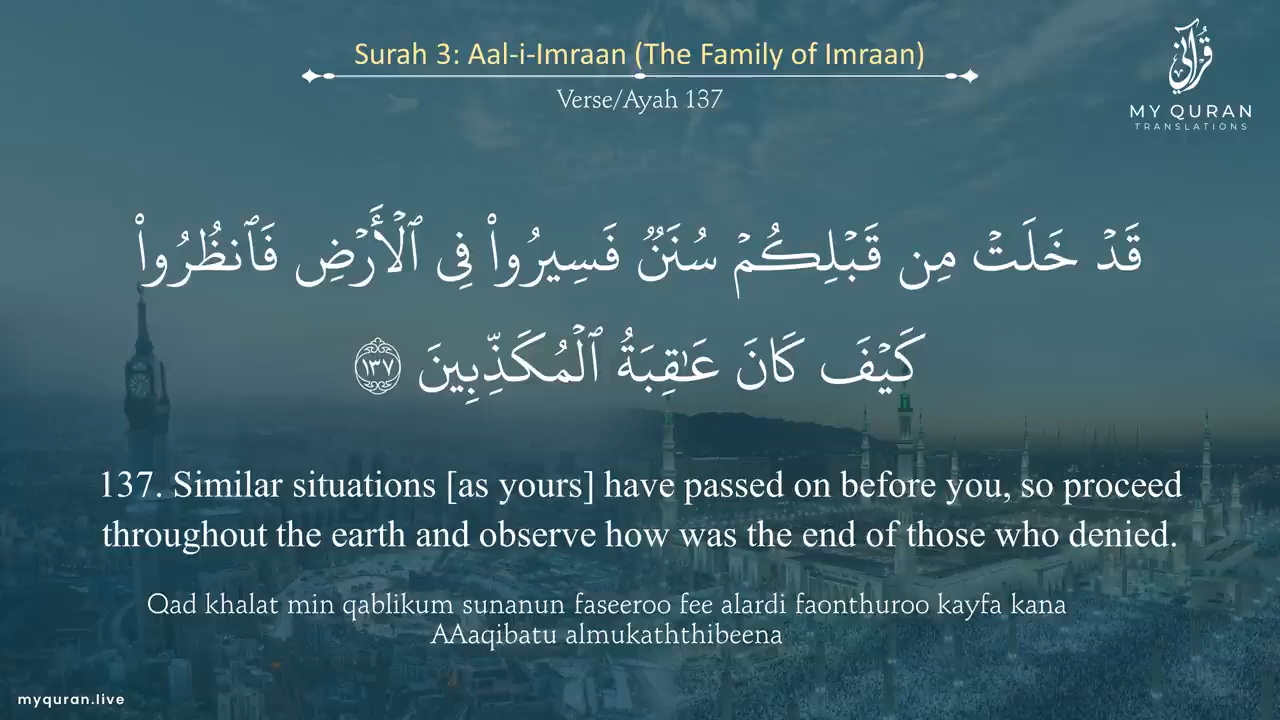 Surah 3: Aal-i-Imraan (The Family of Imraan)
Verse/Ayah 137
قرآني
MY QURAN
TRANSLATIONS
قَدْ خَلَتْ مِن قَبْلِكُمْ سُنَنٌ فَسِيرُوا۟ فِى ٱلْأَرْضِ فَٱنظُرُوا۟
كَيْفَ كَانَ عَـٰقِبَةُ ٱلْمُكَذِّبِينَ ١٣٧
137. Similar situations [as yours] have passed on before you, so proceed
throughout the earth and observe how was the end of those who denied.
Qad khalat min qablikum sunanun faseeroo fee alardi faonthuroo kayfa kana
AAaqibatu almukaththibeena
myquran.live